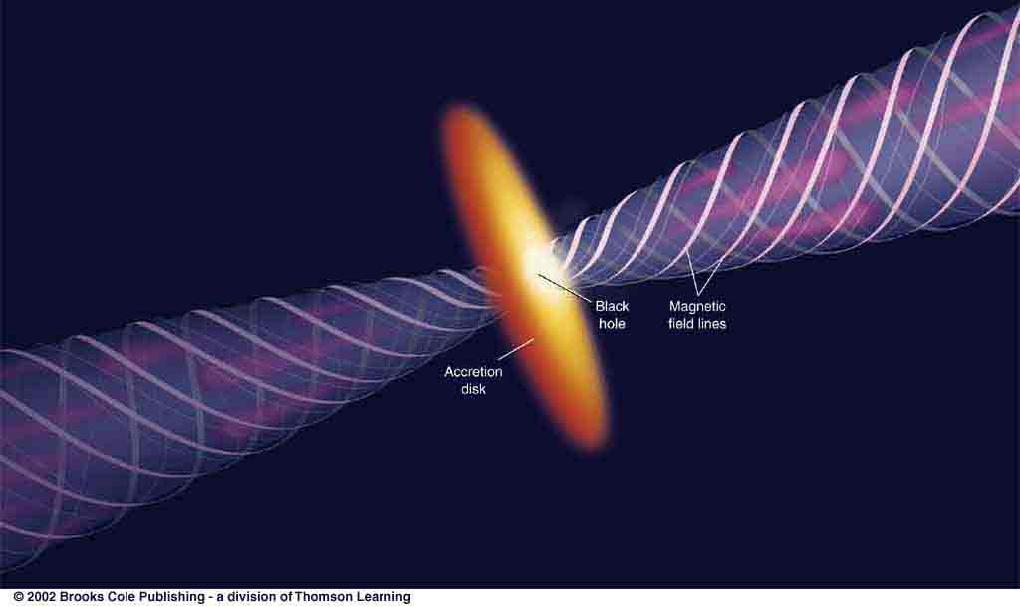 Black
hole
Magnetic
field lines
Accretion
disk
© 2002 Brooks Cole Publishing - a division of Thomson Learning